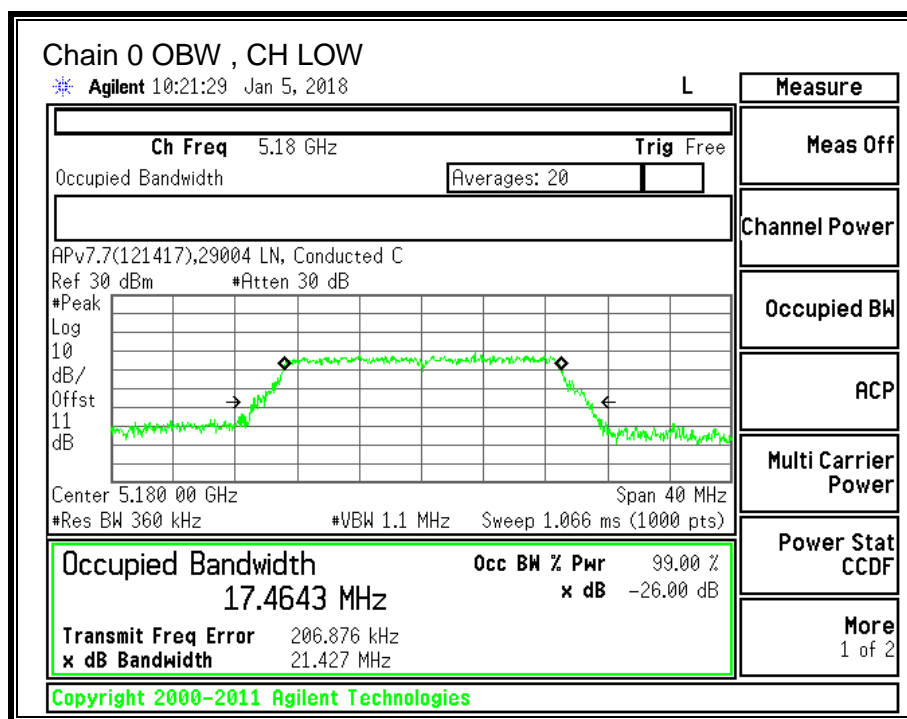 Chain 0 OBW , CH LOW
Agilent 10:21:29 Jan 5, 2018 L
Measure
Ch Freq 5.18 GHz Trig Free
Occupied Bandwidth Averages: 20
APv7.7(121417),29004 LN, Conducted C
Ref 30 dBm #Atten 30 dB
#Peak
Log
10
dB/
Offst
11
dB
Center 5.180 00 GHz Span 40 MHz
#Res BW 360 kHz #VBW 1.1 MHz Sweep 1.066 ms (1000 pts)
Occupied Bandwidth Occ BW % Pwr 99.00 %
17.4643 MHz x dB -26.00 dB
Transmit Freq Error 206.876 kHz
x dB Bandwidth 21.427 MHz
Copyright 2000-2011 Agilent Technologies
Meas Off
Channel Power
Occupied BW
ACP
Multi Carrier
Power
Power Stat
CCDF
More
1 of 2